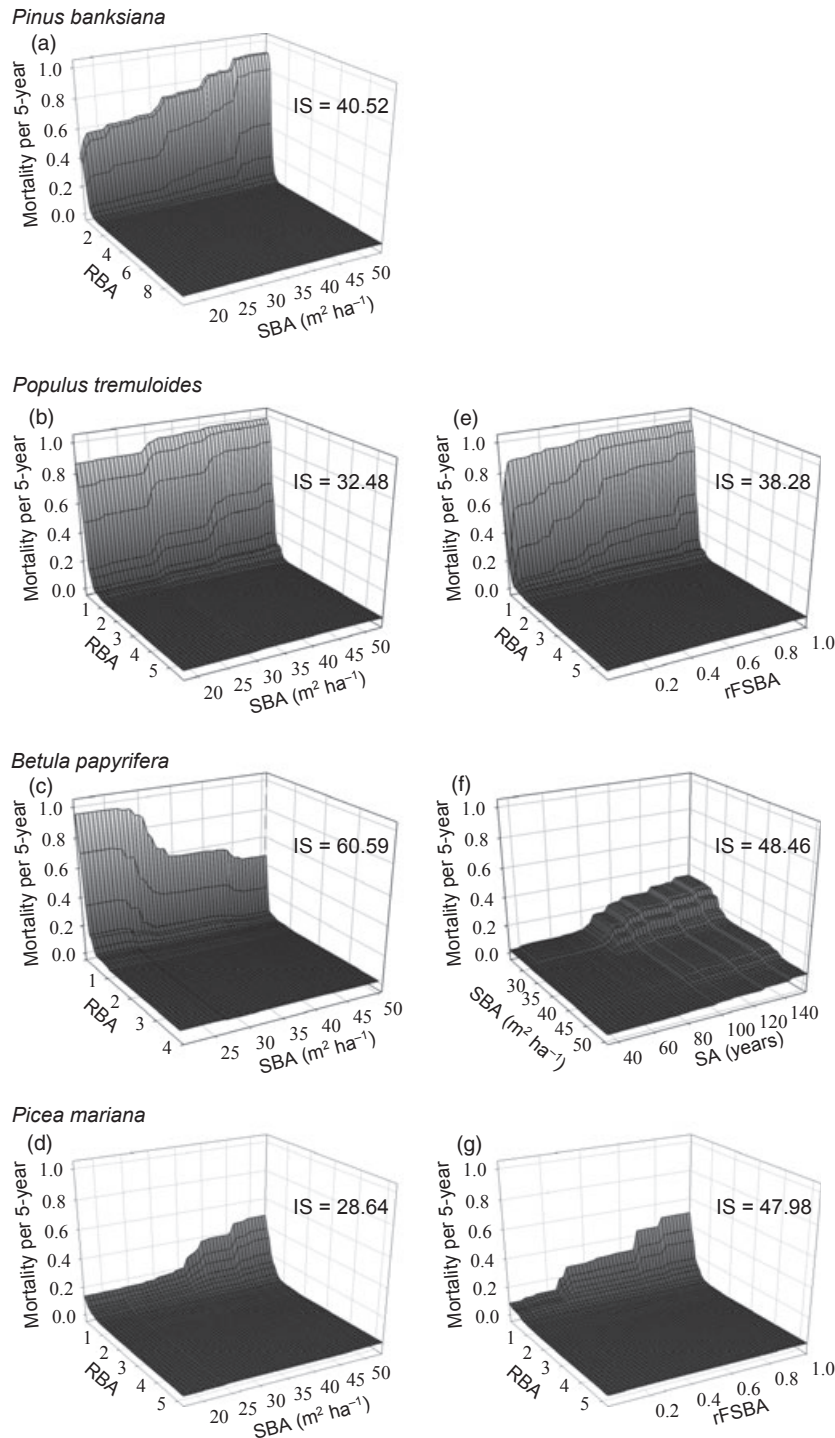 Pinus banksiana
(a)
Mortality per 5-year
1.0
0.8
0.6
0.4
0.2
0.0
IS = 40.52
2
4
6
8
RBA
20 25 30 35 40 45 50
SBA (m² ha⁻¹)
Populus tremuloides
(b)
Mortality per 5-year
1.0
0.8
0.6
0.4
0.2
0.0
IS = 32.48
1
2
3
4
5
RBA
20 25 30 35 40 45 50
SBA (m² ha⁻¹)
(e)
Mortality per 5-year
1.0
0.8
0.6
0.4
0.2
0.0
IS = 38.28
1
2
3
4
5
RBA
0.2 0.4 0.6 0.8 1.0
rFSBA
Betula papyrifera
(c)
Mortality per 5-year
1.0
0.8
0.6
0.4
0.2
0.0
IS = 60.59
1
2
3
4
RBA
25 30 35 40 45 50
SBA (m² ha⁻¹)
(f)
Mortality per 5-year
1.0
0.8
0.6
0.4
0.2
0.0
IS = 48.46
30
35
40
45
50
SBA (m² ha⁻¹)
40 60 80 100 120 140
SA (years)
Picea mariana
(d)
Mortality per 5-year
1.0
0.8
0.6
0.4
0.2
0.0
IS = 28.64
1
2
3
4
5
RBA
20 25 30 35 40 45 50
SBA (m² ha⁻¹)
(g)
Mortality per 5-year
1.0
0.8
0.6
0.4
0.2
0.0
IS = 47.98
1
2
3
4
5
RBA
0.2 0.4 0.6 0.8 1.0
rFSBA